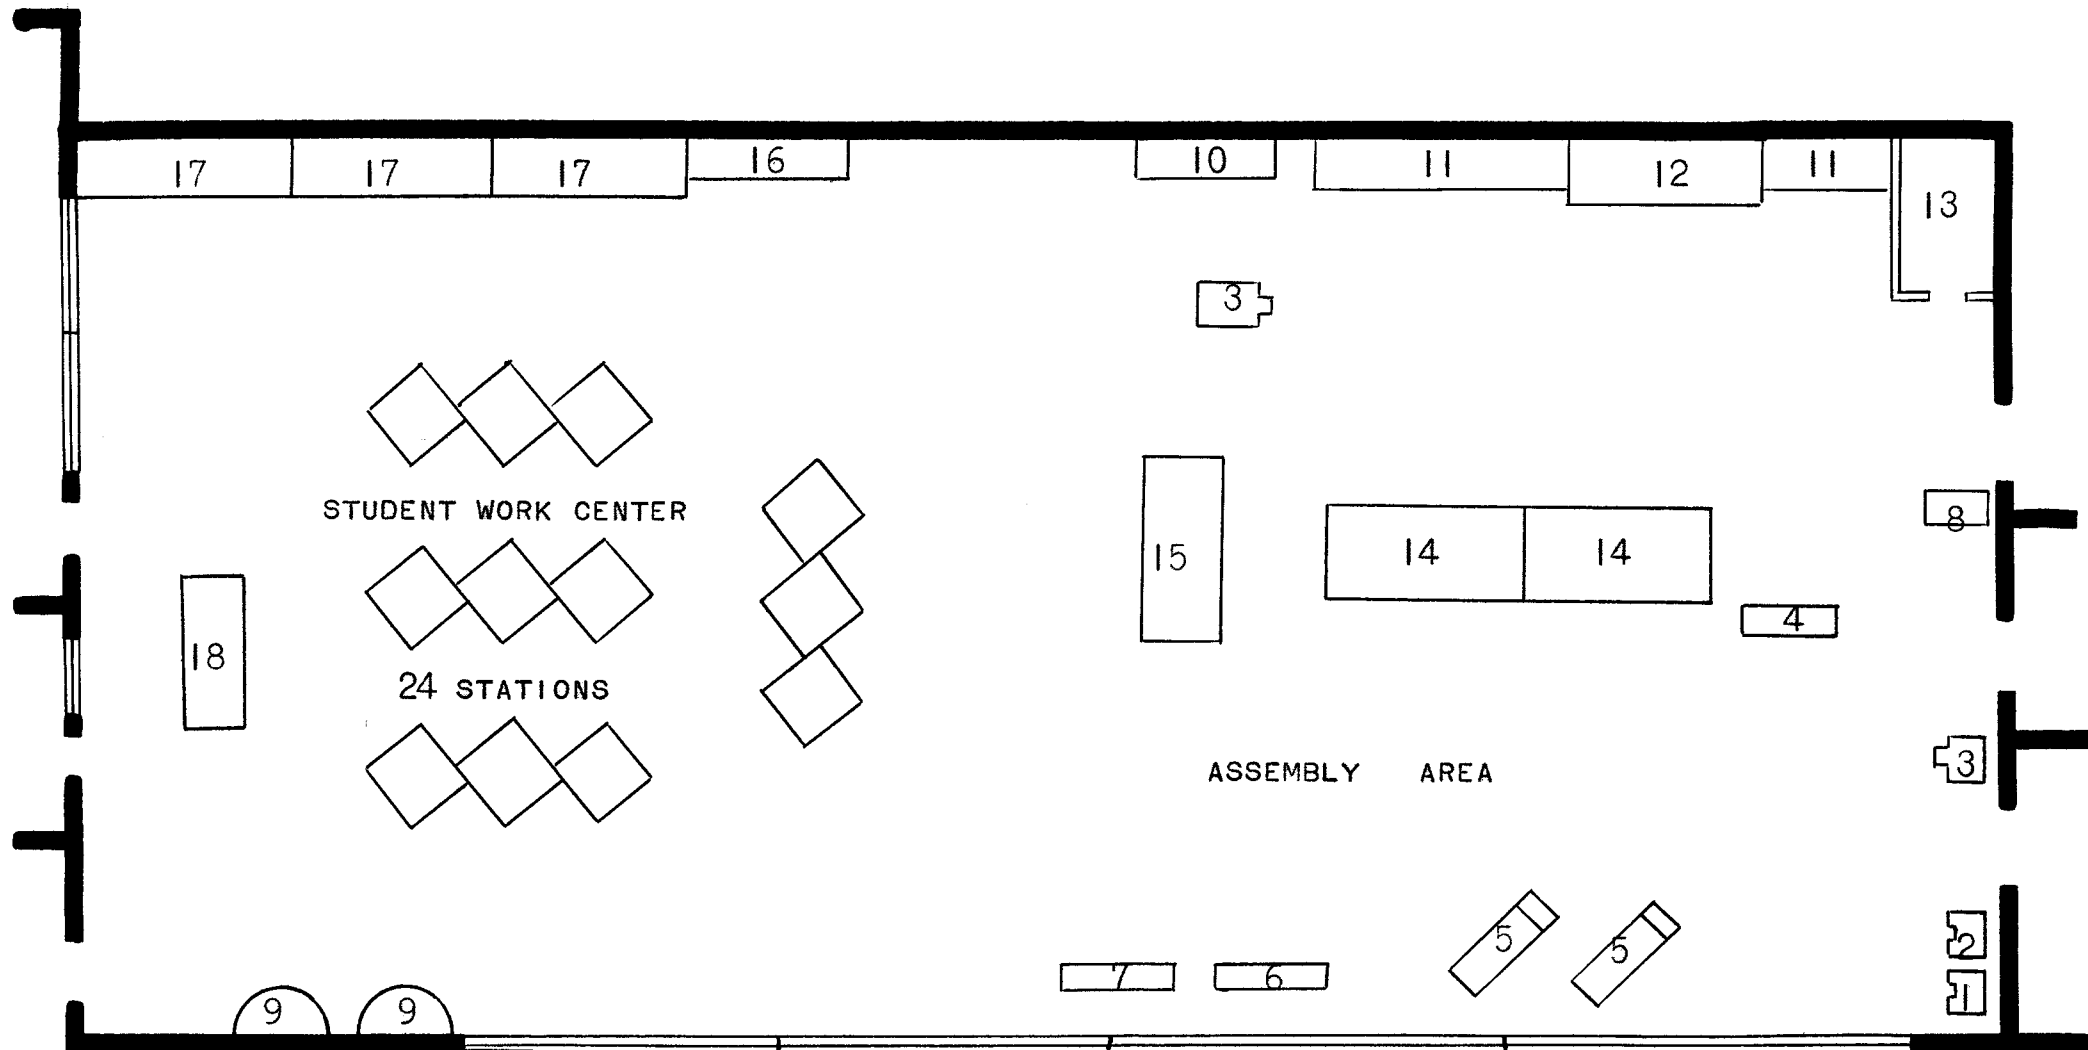 17 17 17 16 10 11 12 11
13
3
STUDENT WORK CENTER
8
15 14 14
4
18
24 STATIONS
3
ASSEMBLY AREA
5 5 2
7 6
1
9 9